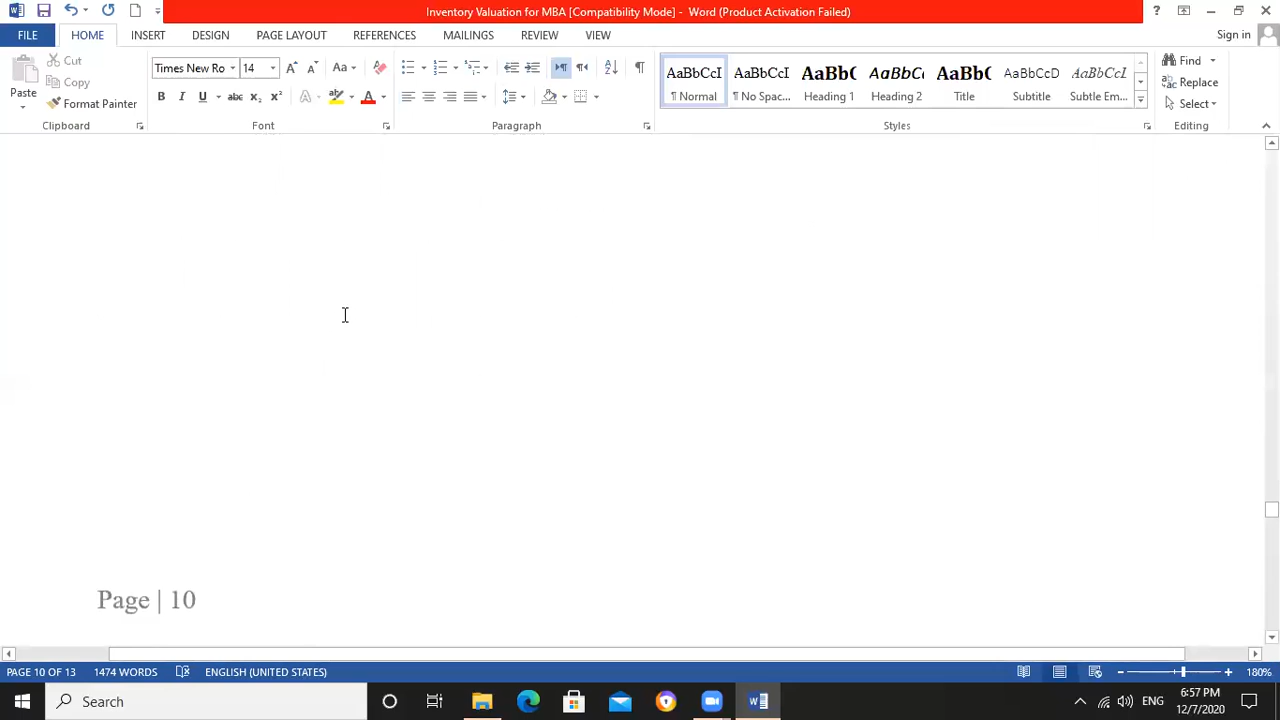 Inventory Valuation for MBA [Compatibility Mode] - Word (Product Activation Failed)
FILE HOME INSERT DESIGN PAGE LAYOUT REFERENCES MAILINGS REVIEW VIEW Sign in
Paste
Cut
Copy
Format Painter
Clipboard
Times New Ro 14
Font
Paragraph
AaBbCcI AaBbCcI AaBb( AaBbC( AaBb( AaBbCcD AaBbCcI
¶ Normal ¶ No Spac... Heading 1 Heading 2 Title Subtitle Subtle Em...
Styles
Find
Replace
Select
Editing
Page | 10
PAGE 10 OF 13 1474 WORDS ENGLISH (UNITED STATES) 180%
Search
ENG
6:57 PM
12/7/2020